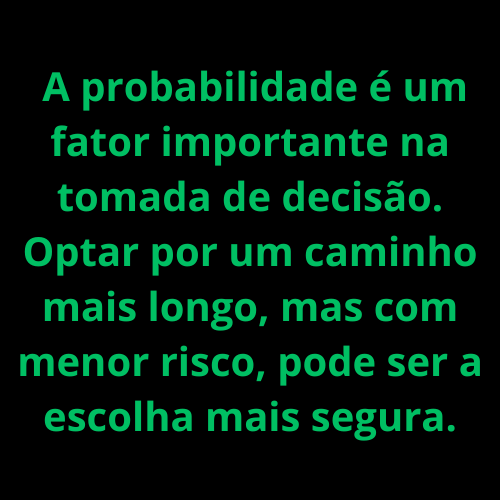 A probabilidade é um
fator importante na
tomada de decisão.
Optar por um caminho
mais longo, mas com
menor risco, pode ser a
escolha mais segura.